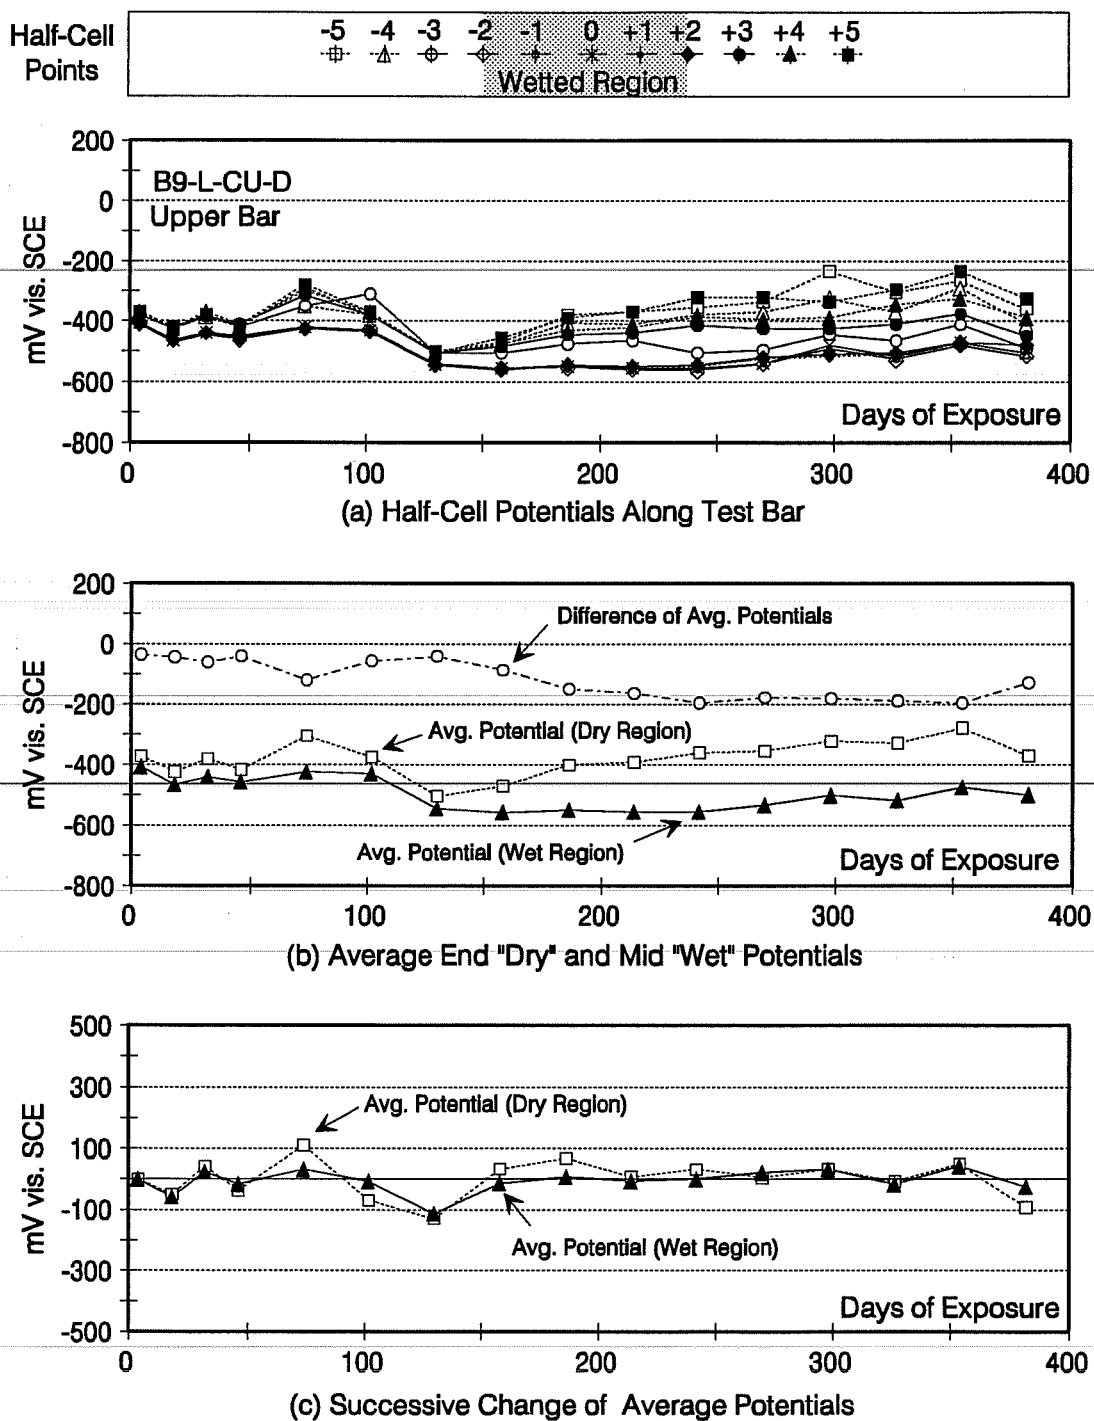 Half-Cell Points
-5 -4 -3 -2 -1 0 +1 +2 +3 +4 +5
Wetted Region
200
0
-200
-400
-600
-800
mV vis. SCE
B9-L-CU-D
Upper Bar
Days of Exposure
0 100 200 300 400
(a) Half-Cell Potentials Along Test Bar
200
0
-200
-400
-600
-800
mV vis. SCE
Difference of Avg. Potentials
Avg. Potential (Dry Region)
Avg. Potential (Wet Region)
Days of Exposure
0 100 200 300 400
(b) Average End "Dry" and Mid "Wet" Potentials
500
300
100
-100
-300
-500
mV vis. SCE
Avg. Potential (Dry Region)
Avg. Potential (Wet Region)
Days of Exposure
0 100 200 300 400
(c) Successive Change of Average Potentials